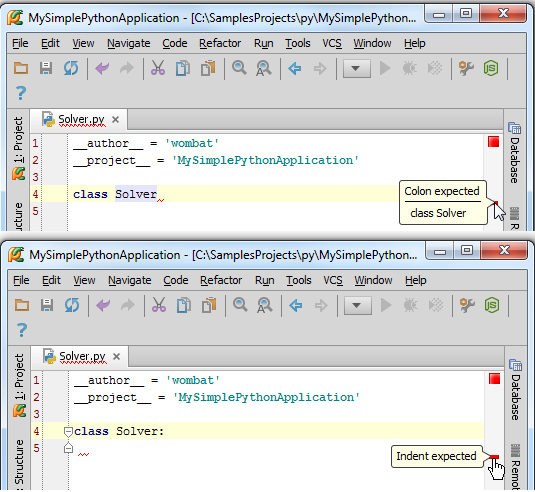 MySimplePythonApplication - [C:\SamplesProjects\py\MySimplePython...
File Edit View Navigate Code Refactor Run Tools VCS Window Help
?
1: Project
Structure
Solver.py
1 __author__ = 'wombat'
2 __project__ = 'MySimplePythonApplication'
3
4 class Solver
5
Colon expected
class Solver
Database
MySimplePythonApplication - [C:\SamplesProjects\py\MySimplePython...
File Edit View Navigate Code Refactor Run Tools VCS Window Help
?
1: Project
Structure
Solver.py
1 __author__ = 'wombat'
2 __project__ = 'MySimplePythonApplication'
3
4 class Solver:
5
Indent expected
Database
Remo